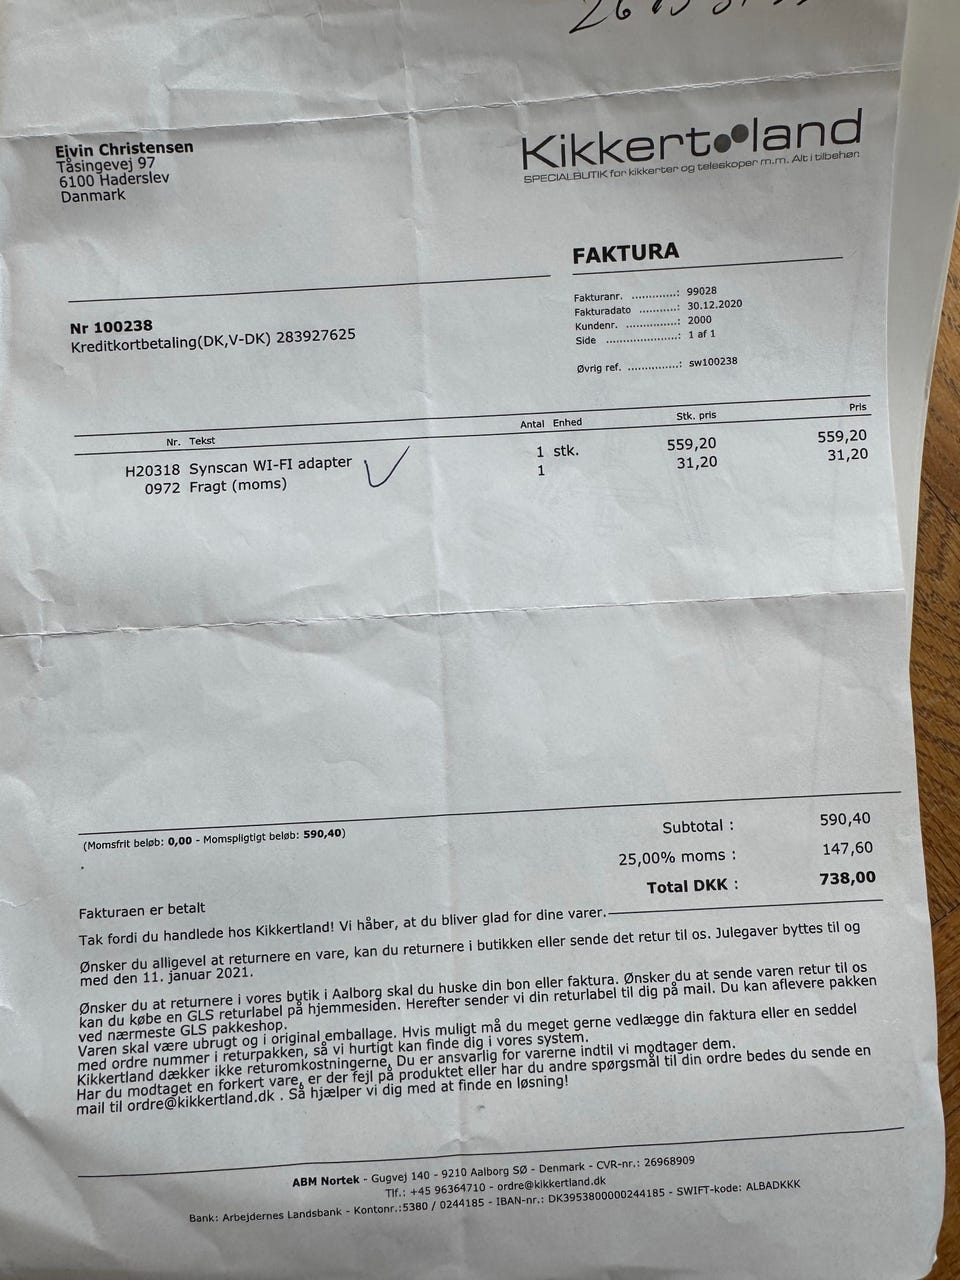 Ejvin Christensen
Tåsingevej 97
6100 Haderslev
Danmark
Kikkertland
SPECIALBUTIK for kikkerter og teleskoper m.m. Alt i tilbehør.
FAKTURA
Fakturanr. .............: 99028
Fakturadato ...........: 30.12.2020
Kundenr. ...............: 2000
Side ......................: 1 af 1
Øvrig ref. ...............: sw100238
Nr 100238
Kreditkortbetaling(DK,V-DK) 283927625
Nr. Tekst Antal Enhed Stk. pris Pris
H20318 Synscan WI-FI adapter 1 stk. 559,20 559,20
0972 Fragt (moms) 1 31,20 31,20
(Momsfrit beløb: 0,00 - Momspligtigt beløb: 590,40)
Subtotal : 590,40
25,00% moms : 147,60
Total DKK : 738,00
Fakturaen er betalt
Tak fordi du handlede hos Kikkertland! Vi håber, at du bliver glad for dine varer.
Ønsker du alligevel at returnere en vare, kan du returnere i butikken eller sende det retur til os. Julegaver byttes til og
med den 11. januar 2021.
Ønsker du at returnere i vores butik i Aalborg skal du huske din bon eller faktura. Ønsker du at sende varen retur til os
kan du købe en GLS returlabel på hjemmesiden. Herefter sender vi din returlabel til dig på mail. Du kan aflevere pakken
ved nærmeste GLS pakkeshop.
Varen skal være ubrugt og i original emballage. Hvis muligt må du meget gerne vedlægge din faktura eller en seddel
med ordre nummer i returpakken, så vi hurtigt kan finde dig i vores system.
Kikkertland dækker ikke returomkostningerne. Du er ansvarlig for varerne indtil vi modtager dem.
Har du modtaget en forkert vare, er der fejl på produktet eller har du andre spørgsmål til din ordre bedes du sende en
mail til ordre@kikkertland.dk . Så hjælper vi dig med at finde en løsning!
ABM Nortek - Gugvej 140 - 9210 Aalborg SØ - Denmark - CVR-nr.: 26968909
Tlf.: +45 96364710 - ordre@kikkertland.dk
Bank: Arbejdernes Landsbank - Kontonr.:5380 / 0244185 - IBAN-nr.: DK3953800000244185 - SWIFT-kode: ALBADKKK